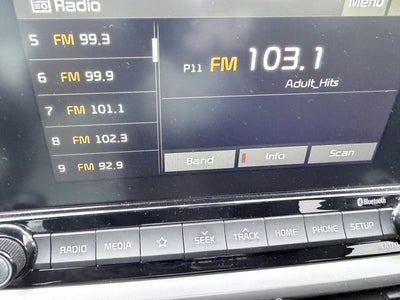 Radio
Menu
5 FM 99.3
6 FM 99.9
7 FM 101.1
8 FM 102.3
9 FM 92.9
P11 FM 103.1
Adult_Hits
Band
Info
Scan
Bluetooth
RADIO
MEDIA
SEEK
TRACK
HOME
PHONE
SETUP